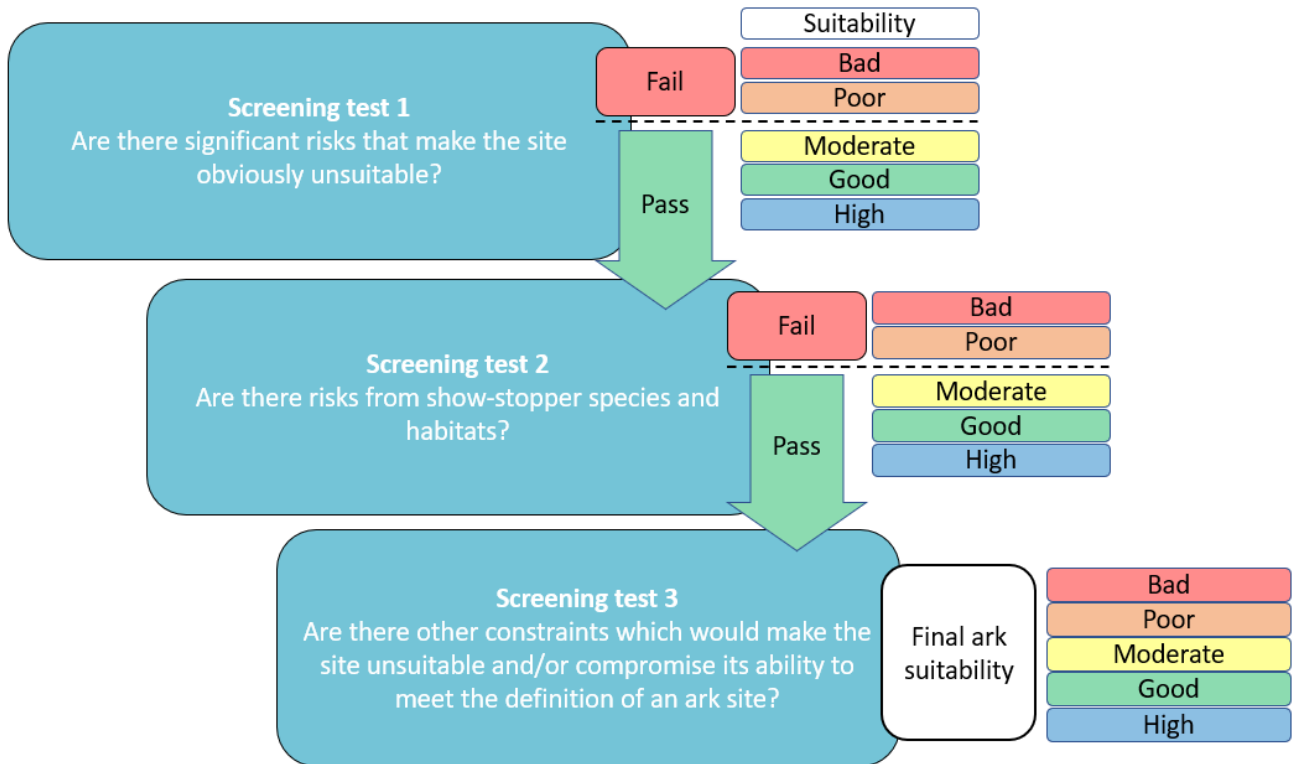 Suitability
Screening test 1
Are there significant risks that make the site
obviously unsuitable?
Fail
Bad
Poor
Pass
Moderate
Good
High
Screening test 2
Are there risks from show-stopper species and
habitats?
Fail
Bad
Poor
Pass
Moderate
Good
High
Screening test 3
Are there other constraints which would make the
site unsuitable and/or compromise its ability to
meet the definition of an ark site?
Final ark
suitability
Bad
Poor
Moderate
Good
High